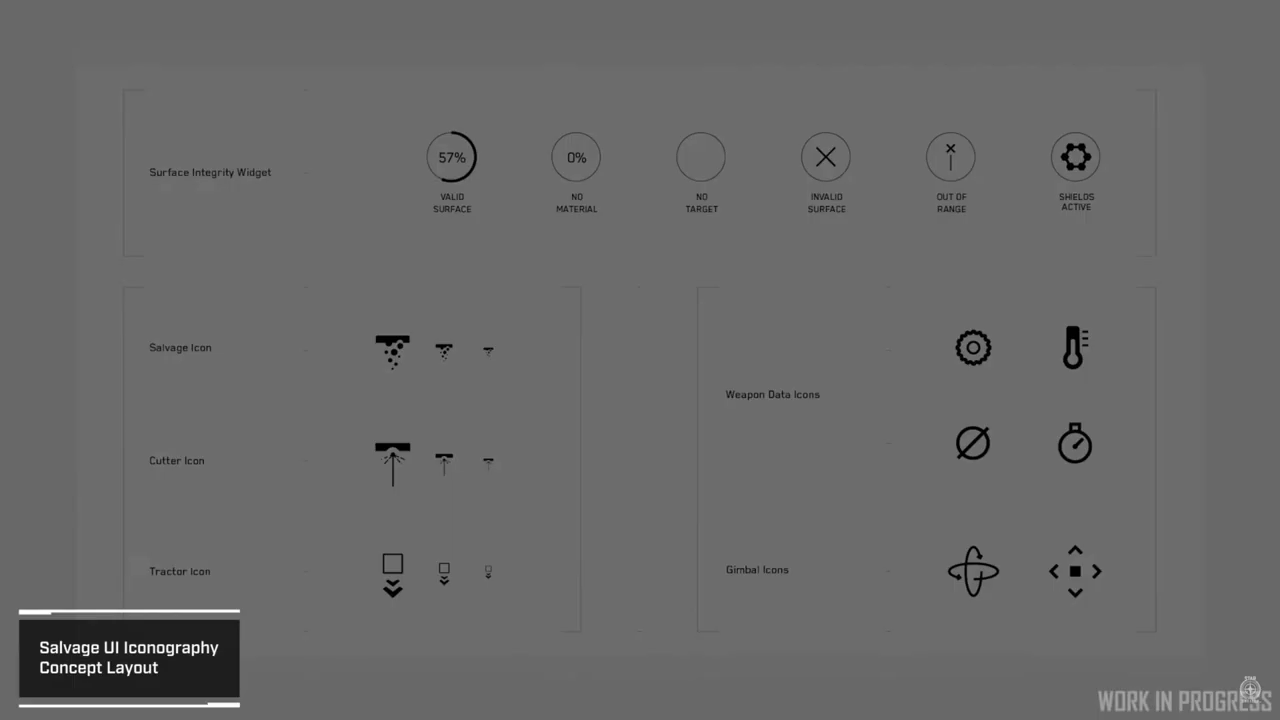 Surface Integrity Widget
57%
0%
VALID
SURFACE
NO
MATERIAL
NO
TARGET
INVALID
SURFACE
OUT OF
RANGE
SHIELDS
ACTIVE
Salvage Icon
Cutter Icon
Tractor Icon
Weapon Data Icons
Gimbal Icons
Salvage UI Iconography
Concept Layout
WORK IN PROGRESS